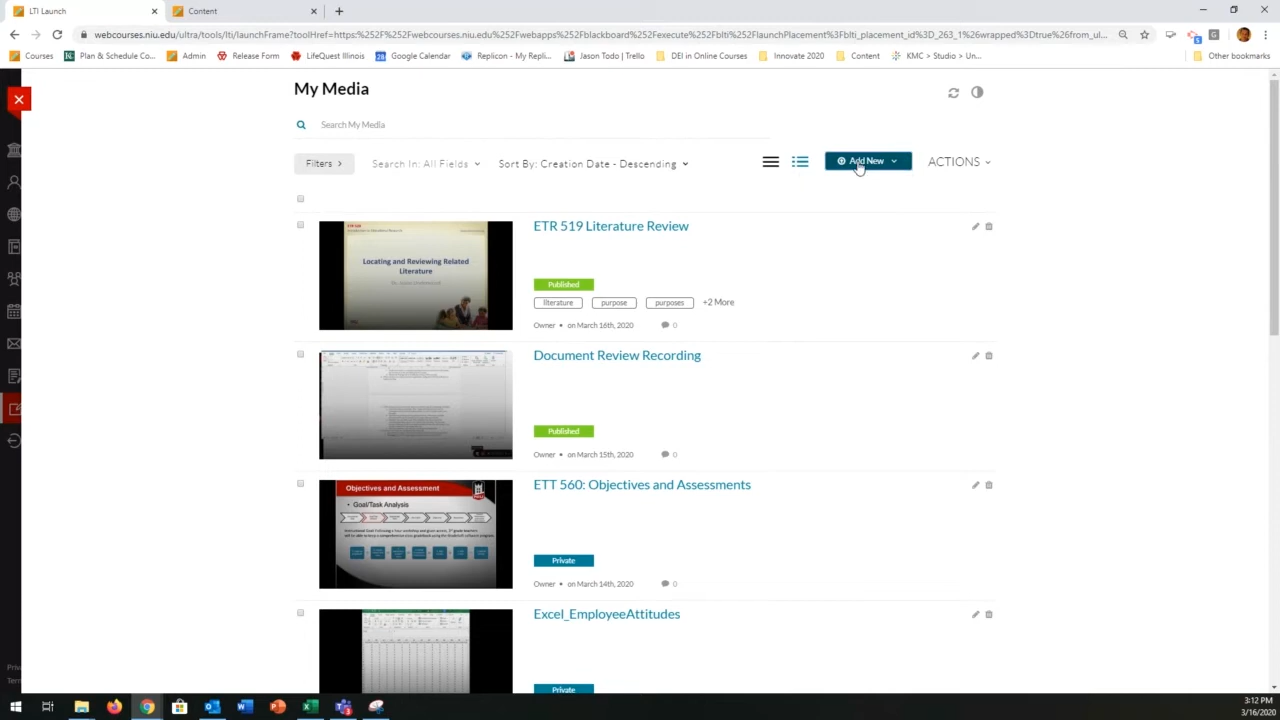 LTI Launch
Content
webcourses.niu.edu/ultra/tools/lti/launchFrame?toolHref=https:%252F%252Fwebcourses.niu.edu%252Fwebapps%252Fblackboard%252Fexecute%252Fblti%252FlaunchPlacement%3Fblti_placement_id%3D_263_1%26wrapped%3Dtrue%26from_ul...
Courses
Plan & Schedule Co...
Admin
Release Form
LifeQuest Illinois
Google Calendar
Replicon - My Repli...
Jason Todo | Trello
DEI in Online Courses
Innovate 2020
Content
KMC > Studio > Un...
Other bookmarks
My Media
Search My Media
Filters
Search In: All Fields
Sort By: Creation Date - Descending
Add New
ACTIONS
ETR 519 Literature Review
ETR 519
Locating and Reviewing Related
Literature
Published
literature purpose purposes +2 More
Owner • on March 16th, 2020 0
Document Review Recording
Published
Owner • on March 15th, 2020 0
ETT 560: Objectives and Assessments
Objectives and Assessment
• Goal/Task Analysis
Private
Owner • on March 14th, 2020 0
Excel_EmployeeAttitudes
Private
Priv
Term
3:12 PM
3/16/2020